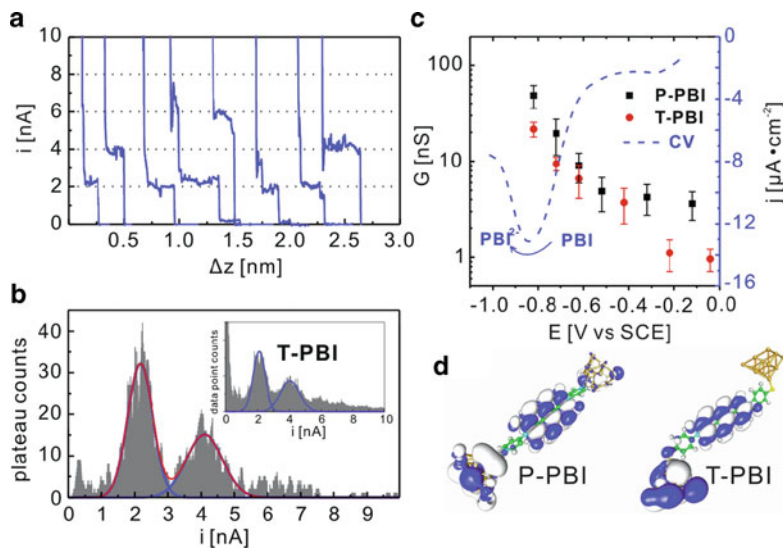 a
10
8
6
4
2
0
i [nA]
0.0 0.5 1.0 1.5 2.0 2.5 3.0
Δz [nm]
b
40
30
20
10
0
plateau counts
0 1 2 3 4 5 6 7 8 9
i [nA]
T-PBI
data point counts
0 2 4 6 8 10
i [nA]
c
100
10
1
G [nS]
P-PBI
T-PBI
CV
PBI²⁻
PBI
0
-4
-8
-12
-16
j [µA•cm⁻²]
-1.0 -0.8 -0.6 -0.4 -0.2 0.0
E [V vs SCE]
d
P-PBI
T-PBI